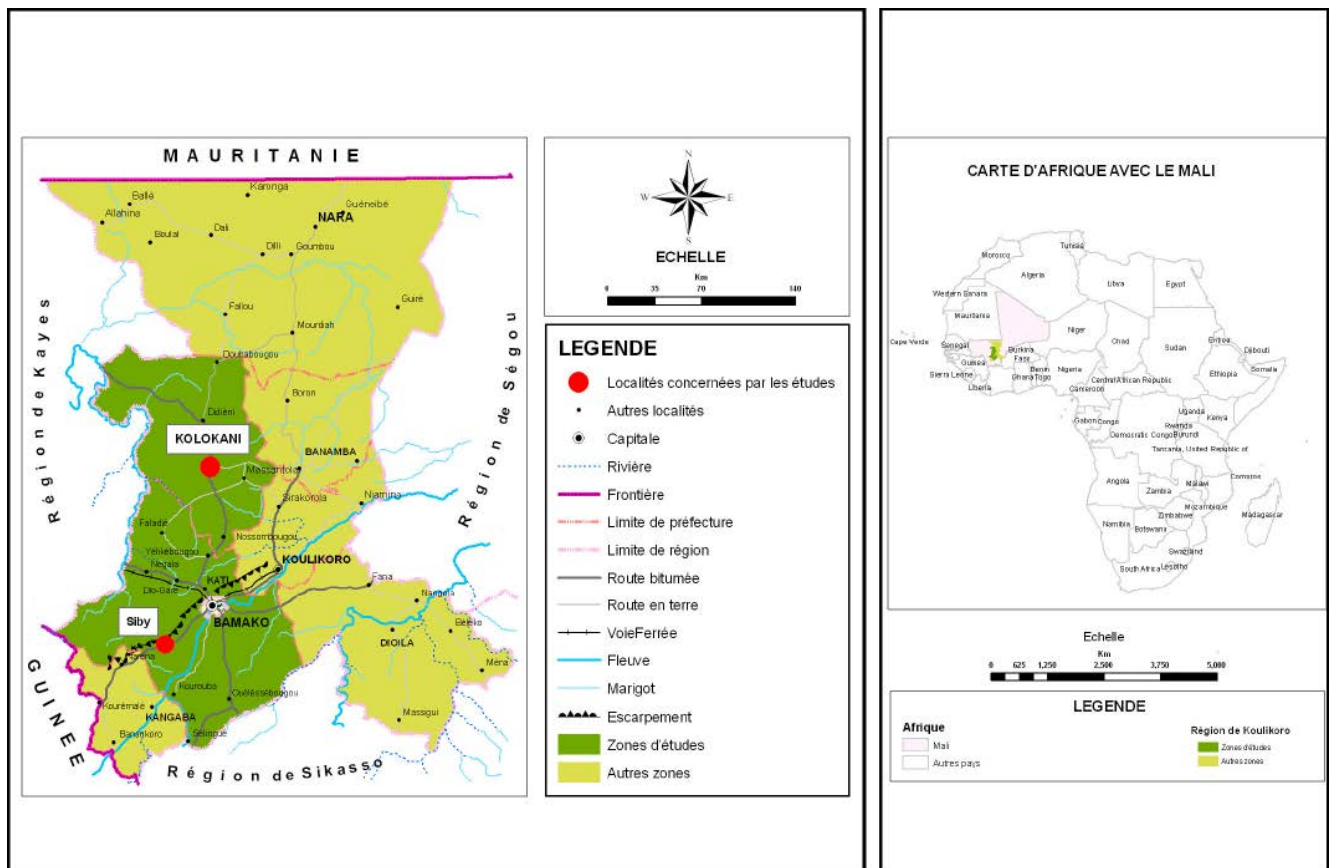 MAURITANIE
Karonga
Ballé
Guéneibé
Allahina
NARA
Dali
Boulal
Dilli
Goumbou
Guiré
Fallou
Mourdiah
Région de Kayes
Région de Ségou
Doubabougou
Boron
Didiéni
KOLOKANI
BANAMBA
Massantola
Sirakorola
Niamina
Faladié
Nossombougou
Yélikebougou
KOULIKORO
Négala
KATI
Dio-Gare
Fana
Siby
BAMAKO
DIOILA
Béléko
Ména
GUINEE
Kourouba
Ouéléssébougou
Kourémalé
KANGABA
Massigui
Sélingué
Région de Sikasso
N
W
E
S
ECHELLE
Km
0 35 70 140
LEGENDE
Localités concernées par les études
Autres localités
Capitale
Rivière
Frontière
Limite de préfecture
Limite de région
Route bitumée
Route en terre
VoieFerrée
Fleuve
Marigot
Escarpement
Zones d'études
Autres zones
CARTE D'AFRIQUE AVEC LE MALI
Tunisia
Morocco
Algeria
Libya
Egypt
Western Sahara
Mauritania
Cape Verde
Niger
Chad
Sudan
Eritrea
Djibouti
Senegal
Burkina
Faso
Guinea
Benin
Nigeria
Ghana
Togo
Sierra Leone
Liberia
Central African Republic
Ethiopia
Somalia
Cameroon
Uganda
Kenya
Gabon
Congo
Rwanda
Democratic Congo
Burundi
Tanzania, United Republic of
Comoros
Angola
Malawi
Zambia
Mozambique
Zimbabwe
Madagascar
Namibia
Botswana
Swaziland
Lesotho
South Africa
Echelle
Km
0 625 1,250 2,500 3,750 5,000
LEGENDE
Afrique
Mali
Autres pays
Région de Koulikoro
Zones d'études
Autres zones